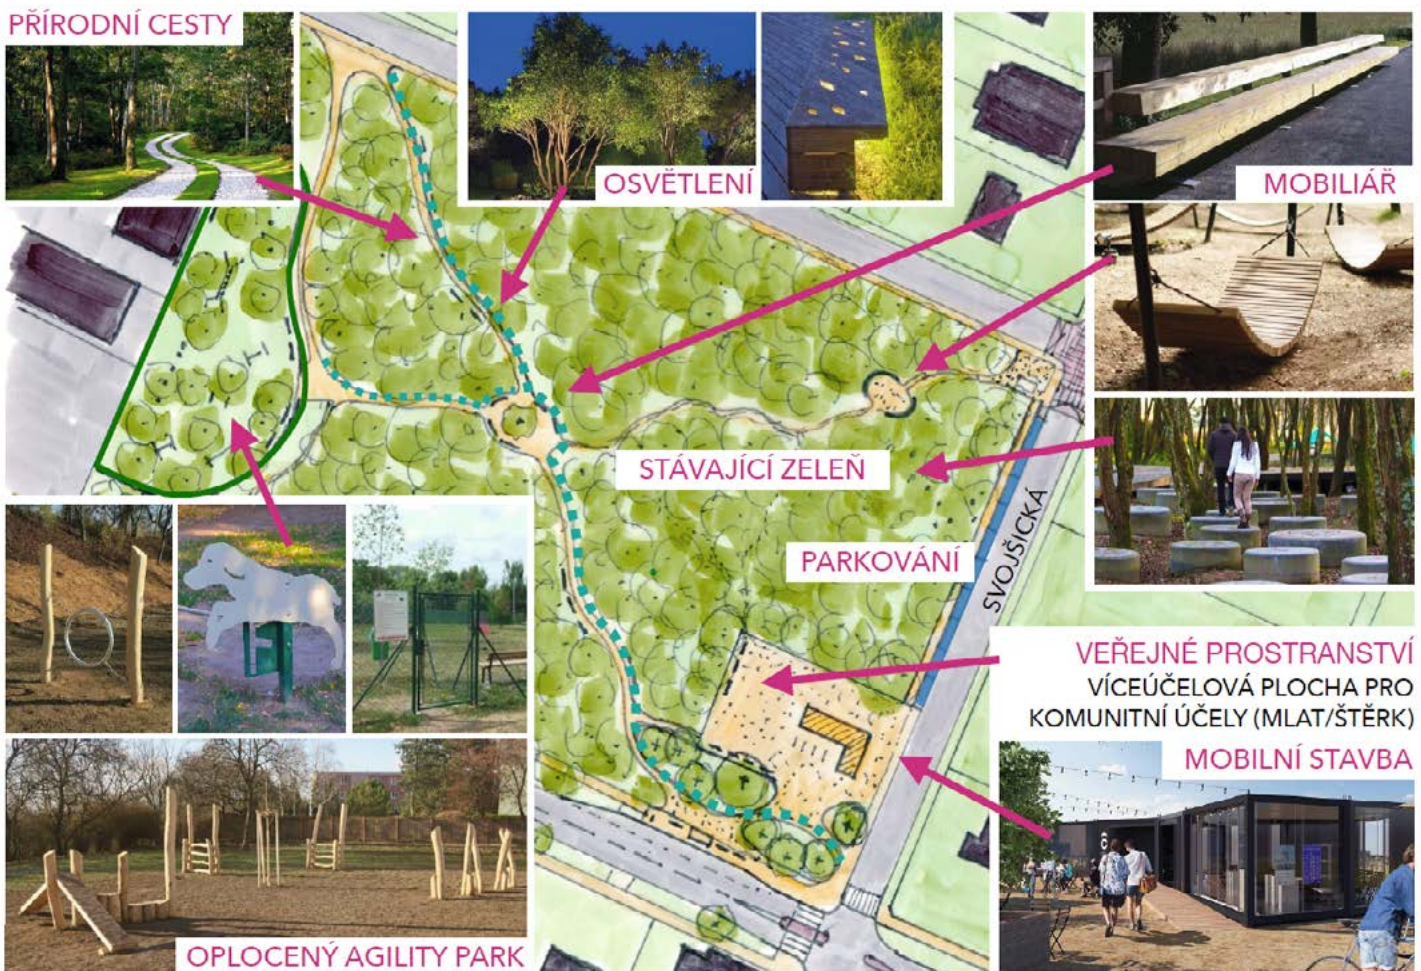 PŘÍRODNÍ CESTY
OSVĚTLENÍ
MOBILIÁŘ
STÁVAJÍCÍ ZELEŇ
PARKOVÁNÍ
SVOJŠICKÁ
VEŘEJNÉ PROSTRANSTVÍ
VÍCEÚČELOVÁ PLOCHA PRO
KOMUNITNÍ ÚČELY (MLAT/ŠTĚRK)
MOBILNÍ STAVBA
OPLOCENÝ AGILITY PARK